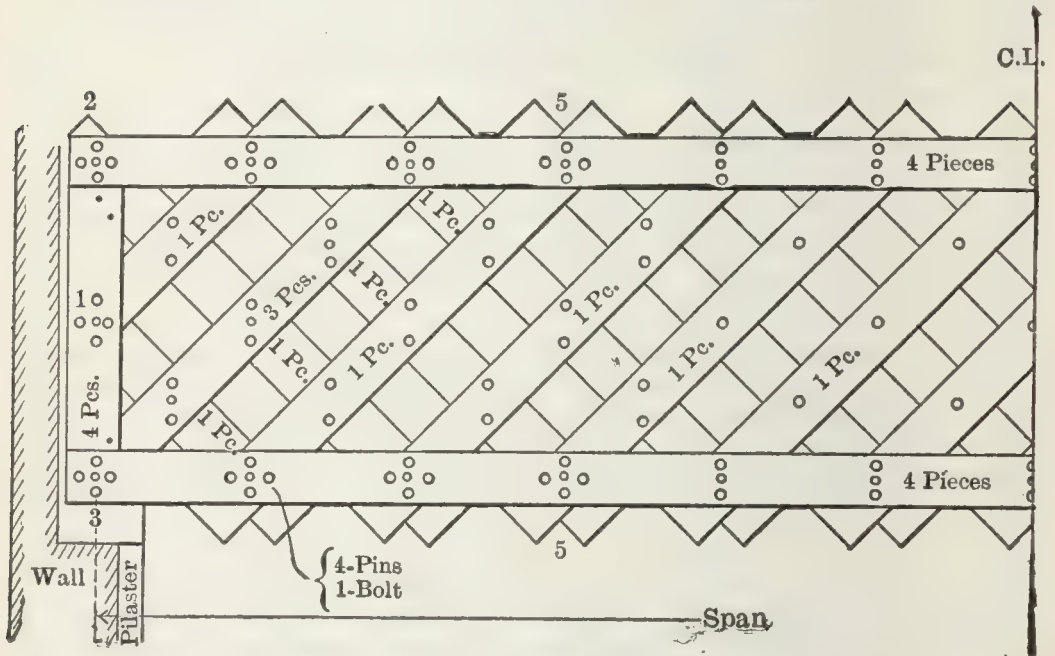 C.L.
2
5
4 Pieces
1 Pc.
1 Pc.
1
3 Pcs.
1 Pc.
1 Pc.
1 Pc.
1 Pc.
1 Pc.
1 Pc.
4 Pcs.
1 Pc.
4 Pieces
3
5
Wall
Pilaster
4-Pins
1-Bolt
Span